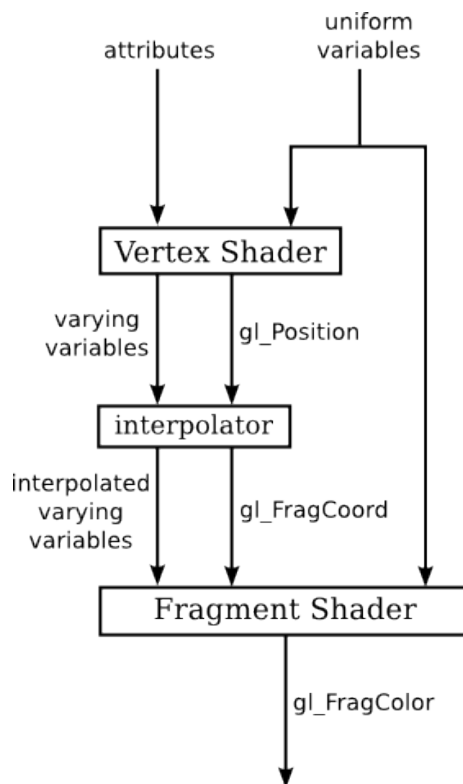 uniform
variables
attributes
Vertex Shader
varying
variables
gl_Position
interpolator
interpolated
varying
variables
gl_FragCoord
Fragment Shader
gl_FragColor